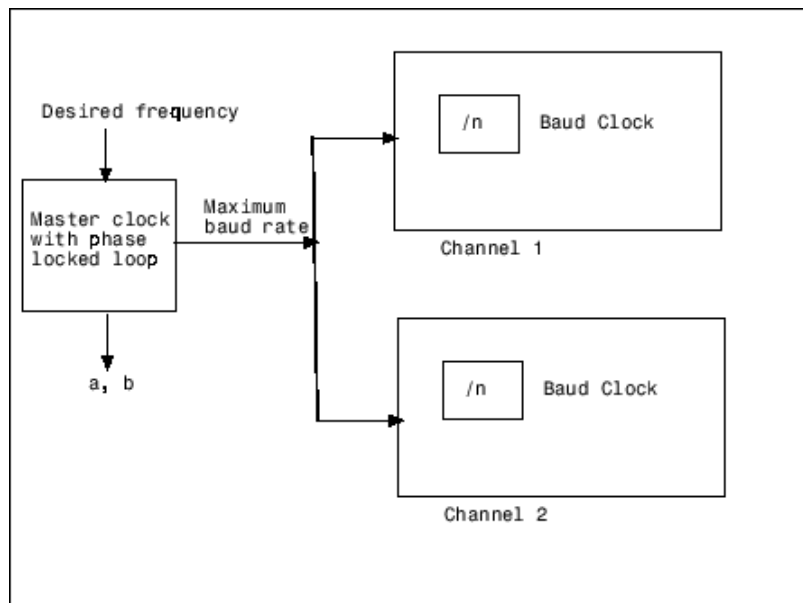 Desired frequency
Master clock
with phase
locked loop
a, b
Maximum
baud rate
/n
Baud Clock
Channel 1
/n
Baud Clock
Channel 2